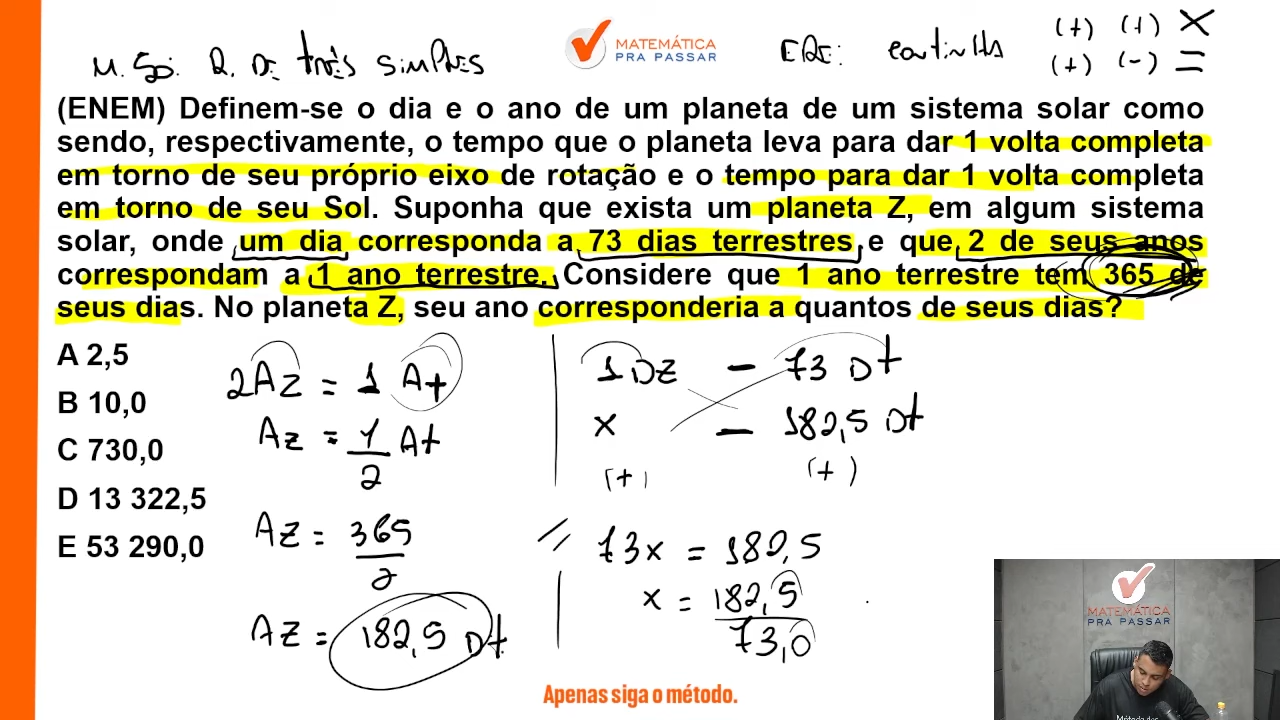 M. SO: R. DE três simples
MATEMÁTICA
PRA PASSAR
ERE: continha
(+) (+) ×
(+) (-) =
(ENEM) Definem-se o dia e o ano de um planeta de um sistema solar como
sendo, respectivamente, o tempo que o planeta leva para dar 1 volta completa
em torno de seu próprio eixo de rotação e o tempo para dar 1 volta completa
em torno de seu Sol. Suponha que exista um planeta Z, em algum sistema
solar, onde um dia corresponda a 73 dias terrestres e que 2 de seus anos
correspondam a 1 ano terrestre. Considere que 1 ano terrestre tem 365 de
seus dias. No planeta Z, seu ano corresponderia a quantos de seus dias?
A 2,5
B 10,0
C 730,0
D 13 322,5
E 53 290,0
2Az = 1 At
Az = 1/2 At
Az = 365/2
Az = 182,5 Dt
1 Dz - 73 Dt
x - 182,5 Dt
(+) (+)
73x = 182,5
x = 182,5/73,0
MATEMÁTICA
PRA PASSAR
Apenas siga o método.